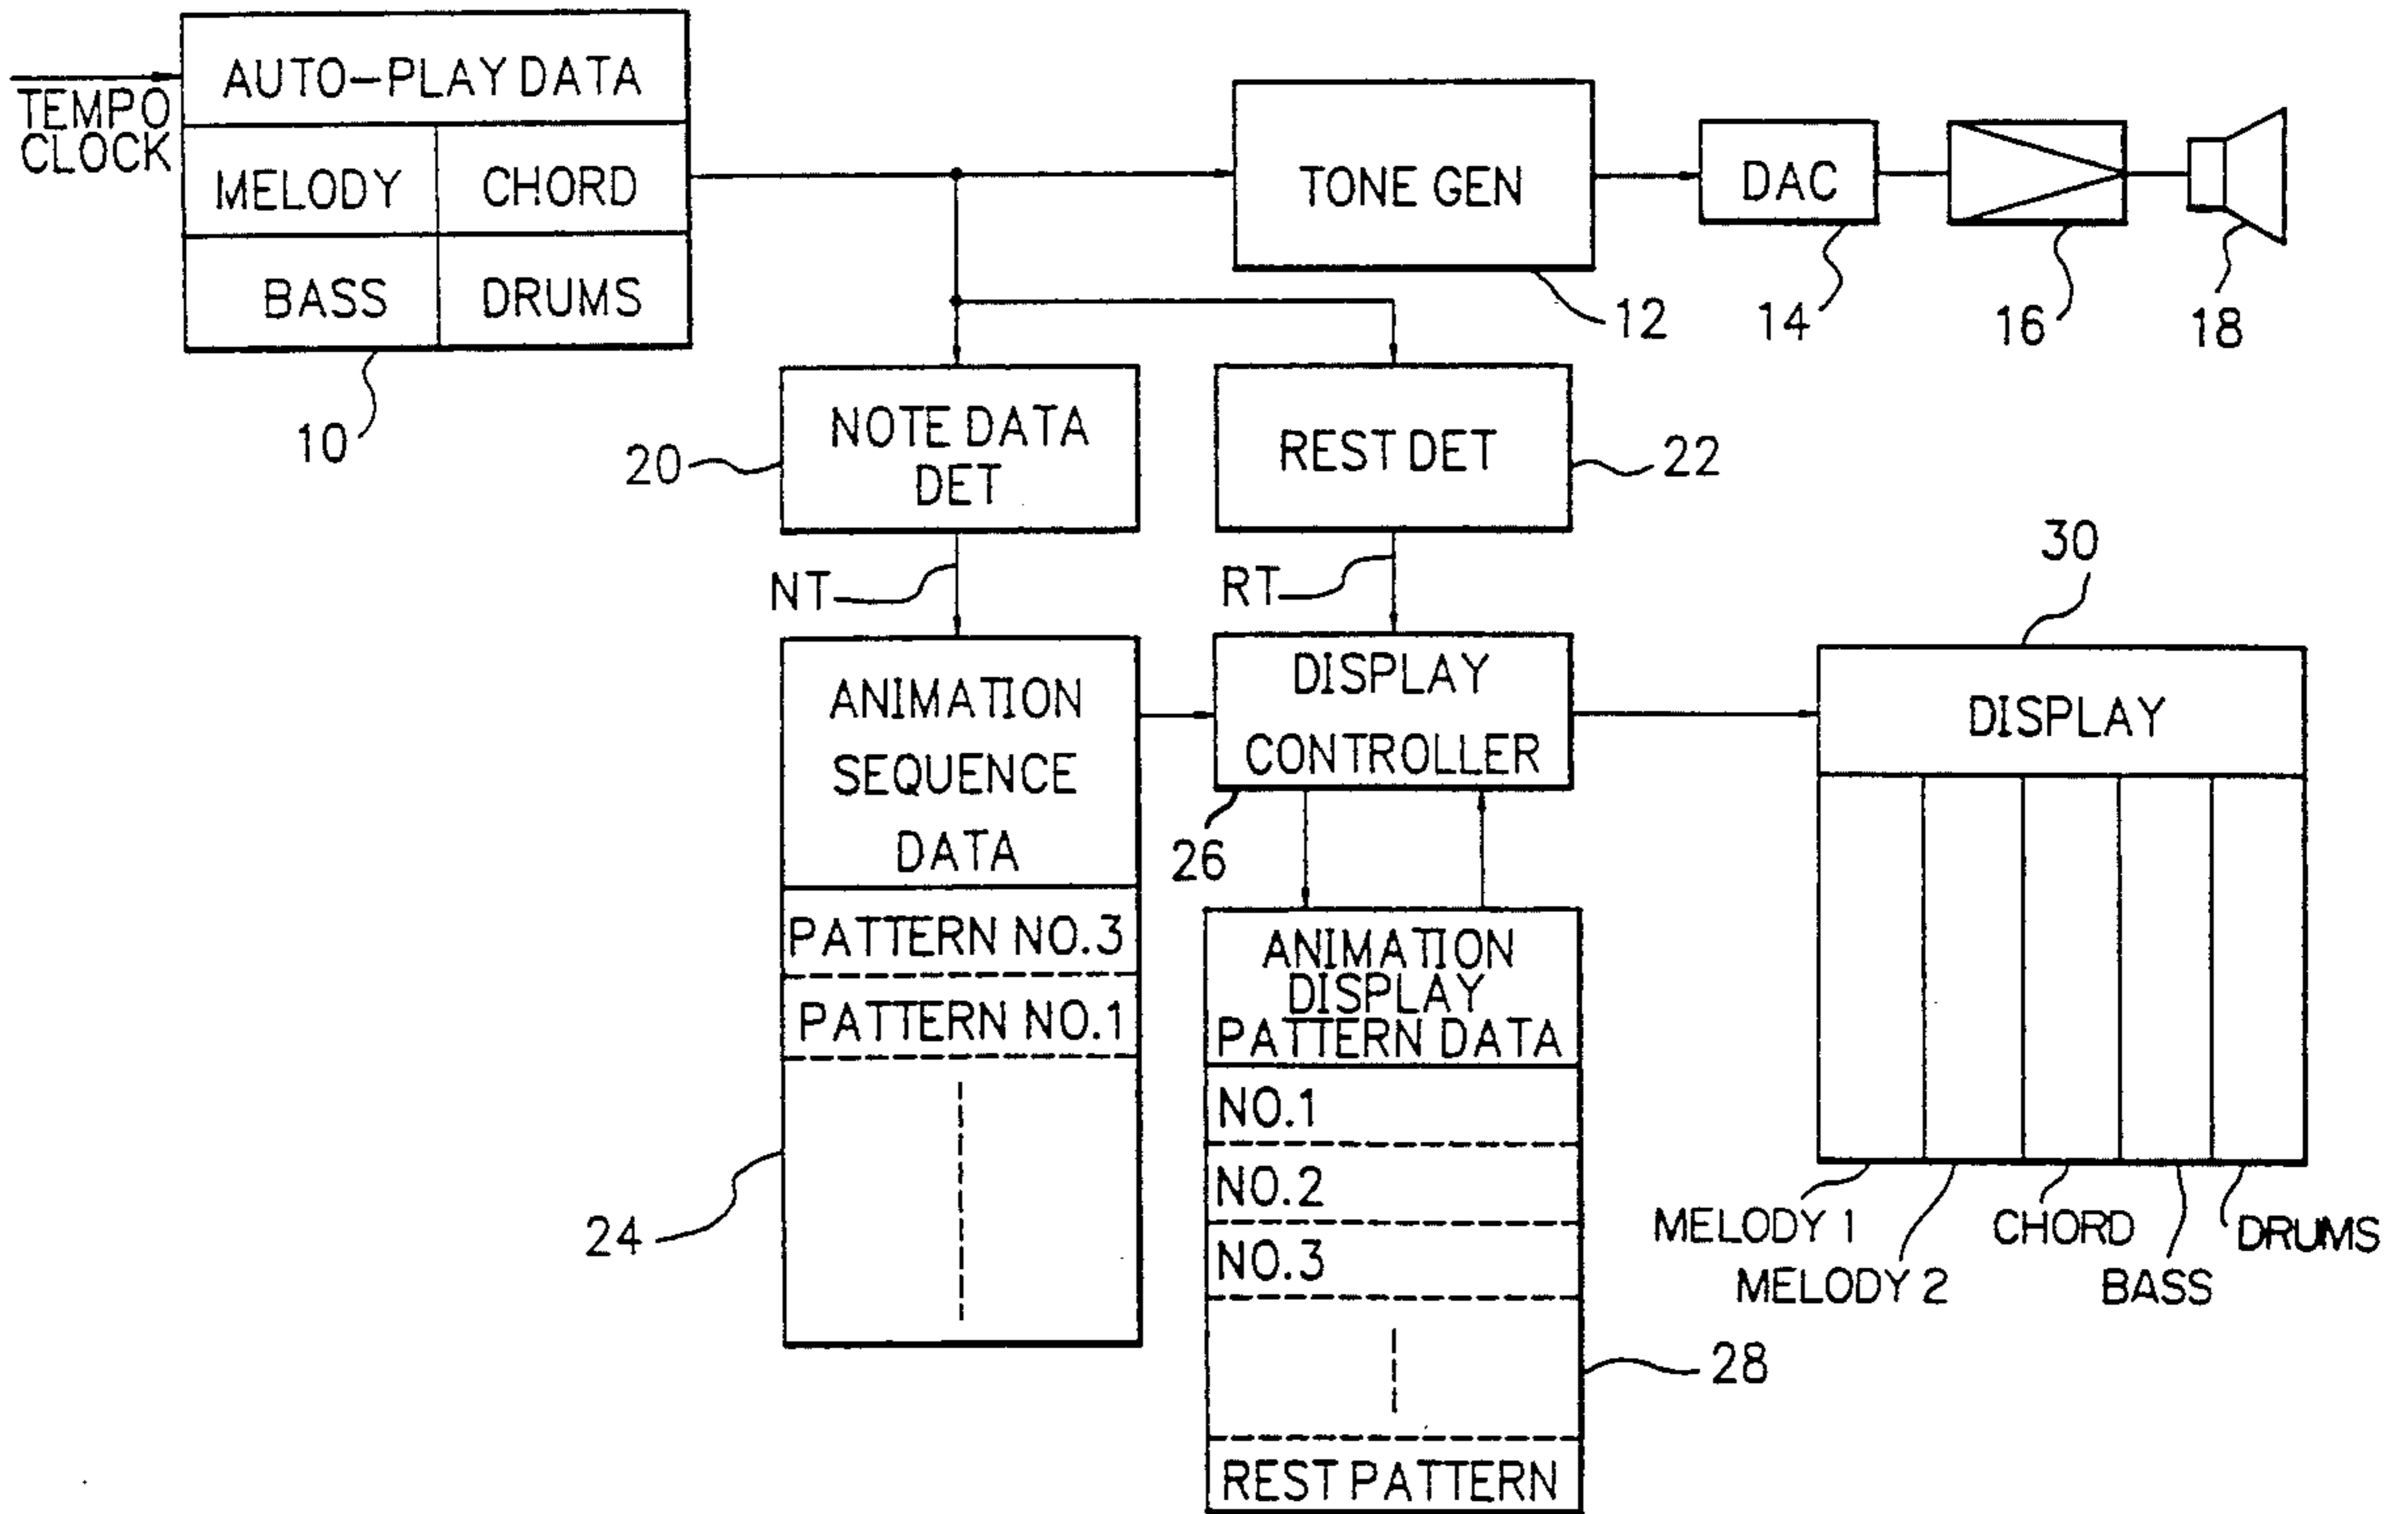 TEMPO
CLOCK
AUTO-PLAY DATA
MELODY
CHORD
BASS
DRUMS
10
TONE GEN
12
DAC
14
16
18
NOTE DATA
DET
20
REST DET
22
NT
RT
ANIMATION
SEQUENCE
DATA
PATTERN NO.3
PATTERN NO.1
24
DISPLAY
CONTROLLER
26
ANIMATION
DISPLAY
PATTERN DATA
NO.1
NO.2
NO.3
REST PATTERN
28
30
DISPLAY
MELODY 1
MELODY 2
CHORD
BASS
DRUMS